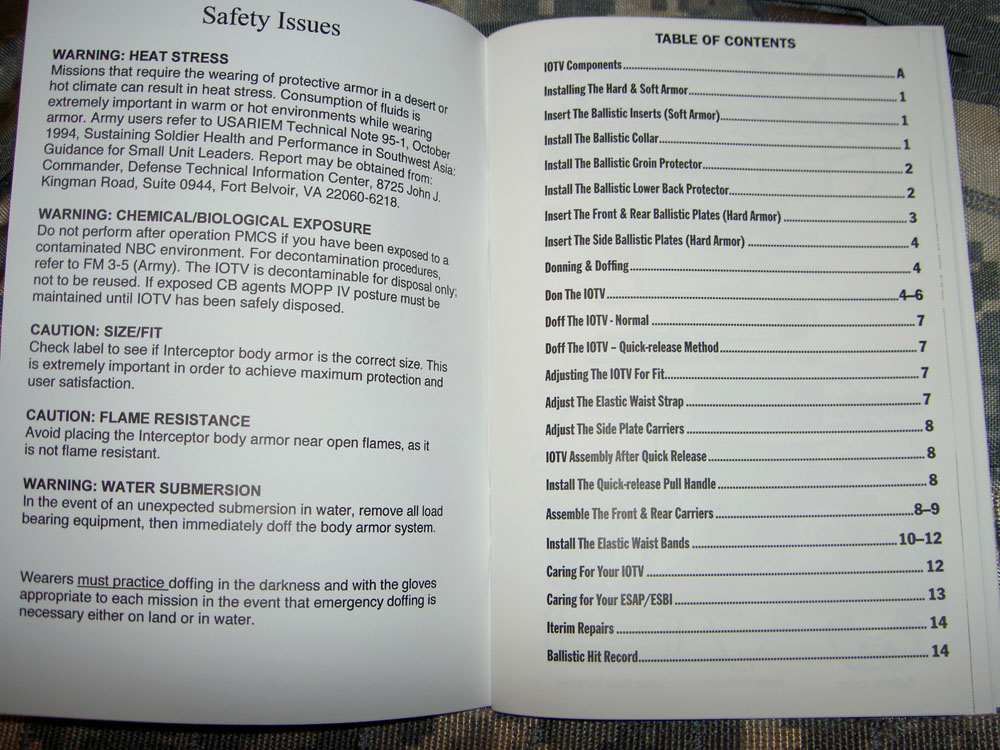 Safety Issues
WARNING: HEAT STRESS
Missions that require the wearing of protective armor in a desert or
hot climate can result in heat stress. Consumption of fluids is
extremely important in warm or hot environments while wearing
armor. Army users refer to USARIEM Technical Note 95-1, October
1994, Sustaining Soldier Health and Performance in Southwest Asia:
Guidance for Small Unit Leaders. Report may be obtained from:
Commander, Defense Technical Information Center, 8725 John J.
Kingman Road, Suite 0944, Fort Belvoir, VA 22060-6218.
WARNING: CHEMICAL/BIOLOGICAL EXPOSURE
Do not perform after operation PMCS if you have been exposed to a
contaminated NBC environment. For decontamination procedures,
refer to FM 3-5 (Army). The IOTV is decontaminable for disposal only;
not to be reused. If exposed CB agents MOPP IV posture must be
maintained until IOTV has been safely disposed.
CAUTION: SIZE/FIT
Check label to see if Interceptor body armor is the correct size. This
is extremely important in order to achieve maximum protection and
user satisfaction.
CAUTION: FLAME RESISTANCE
Avoid placing the Interceptor body armor near open flames, as it
is not flame resistant.
WARNING: WATER SUBMERSION
In the event of an unexpected submersion in water, remove all load
bearing equipment, then immediately doff the body armor system.
Wearers must practice doffing in the darkness and with the gloves
appropriate to each mission in the event that emergency doffing is
necessary either on land or in water.
TABLE OF CONTENTS
IOTV Components A
Installing The Hard & Soft Armor 1
Insert The Ballistic Inserts (Soft Armor) 1
Install The Ballistic Collar 1
Install The Ballistic Groin Protector 2
Install The Ballistic Lower Back Protector 2
Insert The Front & Rear Ballistic Plates (Hard Armor) 3
Insert The Side Ballistic Plates (Hard Armor) 4
Donning & Doffing 4
Don The IOTV 4–6
Doff The IOTV - Normal 7
Doff The IOTV – Quick-release Method 7
Adjusting The IOTV For Fit 7
Adjust The Elastic Waist Strap 7
Adjust The Side Plate Carriers 8
IOTV Assembly After Quick Release 8
Install The Quick-release Pull Handle 8
Assemble The Front & Rear Carriers 8–9
Install The Elastic Waist Bands 10–12
Caring For Your IOTV 12
Caring for Your ESAP/ESBI 13
Iterim Repairs 14
Ballistic Hit Record 14